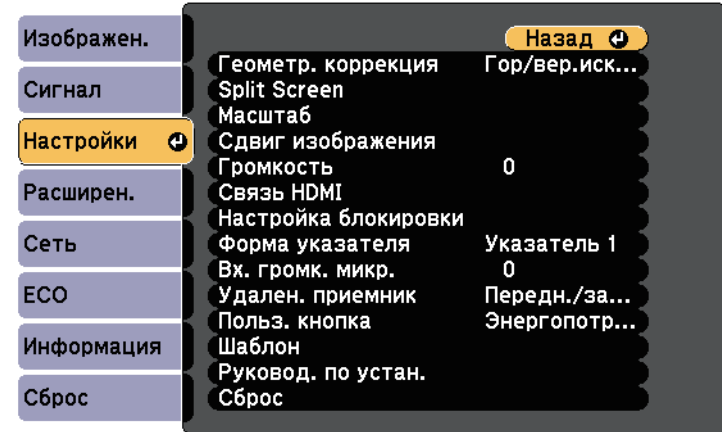 Изображен.
Сигнал
Настройки
Расширен.
Сеть
ECO
Информация
Сброс
Назад
Геометр. коррекция Гор/вер.иск...
Split Screen
Масштаб
Сдвиг изображения
Громкость 0
Связь HDMI
Настройка блокировки
Форма указателя Указатель 1
Вх. громк. микр. 0
Удален. приемник Передн./за...
Польз. кнопка Энергопотр...
Шаблон
Руковод. по устан.
Сброс